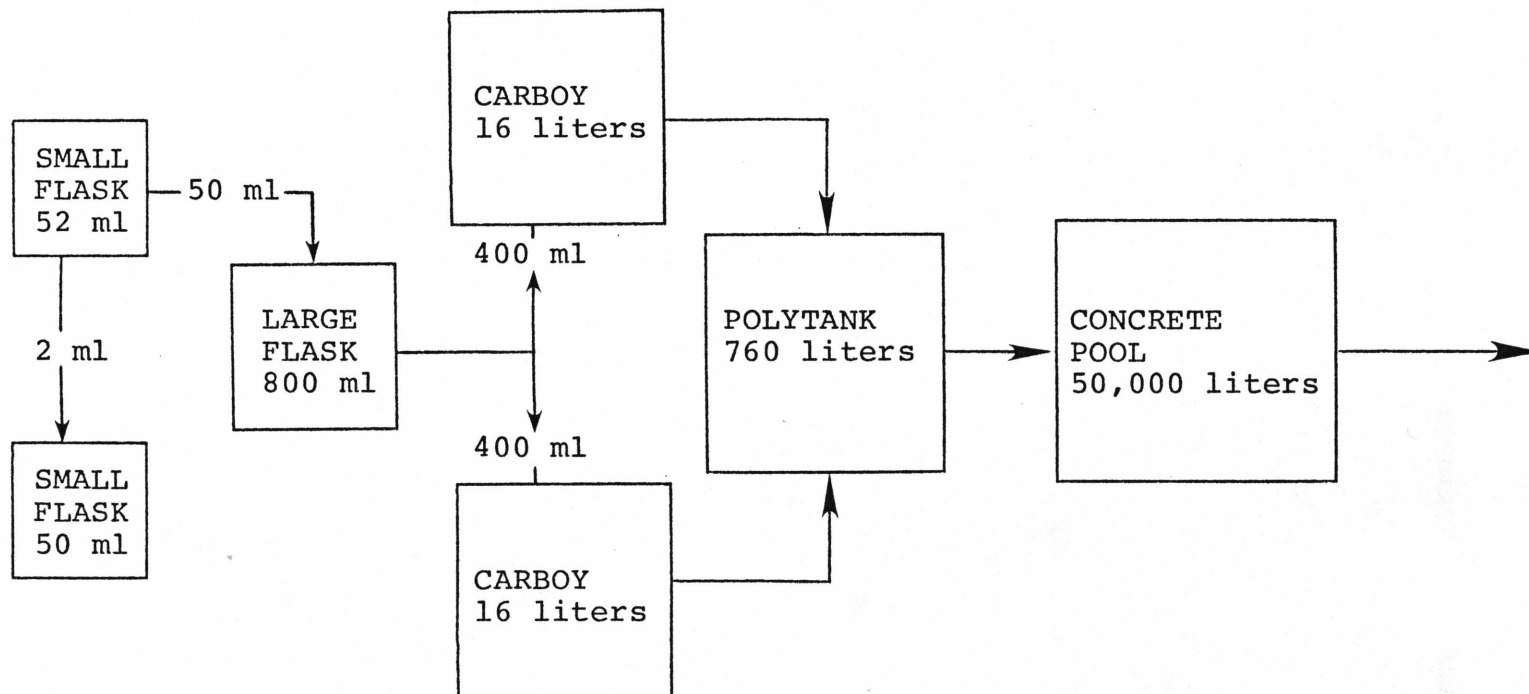 SMALL
FLASK
52 ml
50 ml
2 ml
SMALL
FLASK
50 ml
LARGE
FLASK
800 ml
CARBOY
16 liters
400 ml
400 ml
CARBOY
16 liters
POLYTANK
760 liters
CONCRETE
POOL
50,000 liters